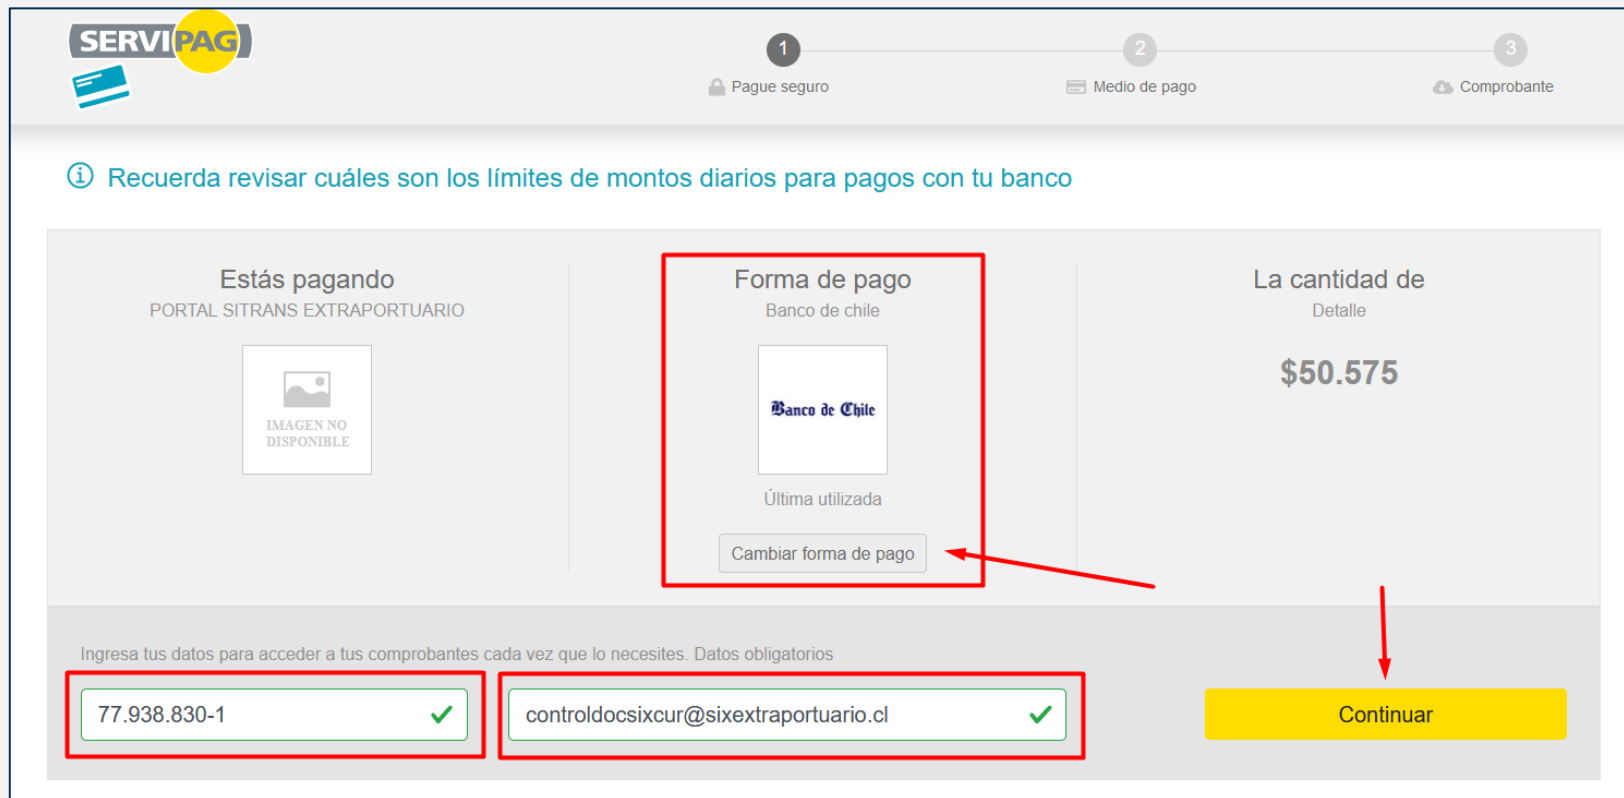 SERVIPAG
1
2
3
Pague seguro
Medio de pago
Comprobante
Recuerda revisar cuáles son los límites de montos diarios para pagos con tu banco
Estás pagando
PORTAL SITRANS EXTRAPORTUARIO
IMAGEN NO
DISPONIBLE
Forma de pago
Banco de chile
Banco de Chile
Última utilizada
Cambiar forma de pago
La cantidad de
Detalle
$50.575
Ingresa tus datos para acceder a tus comprobantes cada vez que lo necesites. Datos obligatorios
77.938.830-1
controldocsixcur@sixextraportuario.cl
Continuar